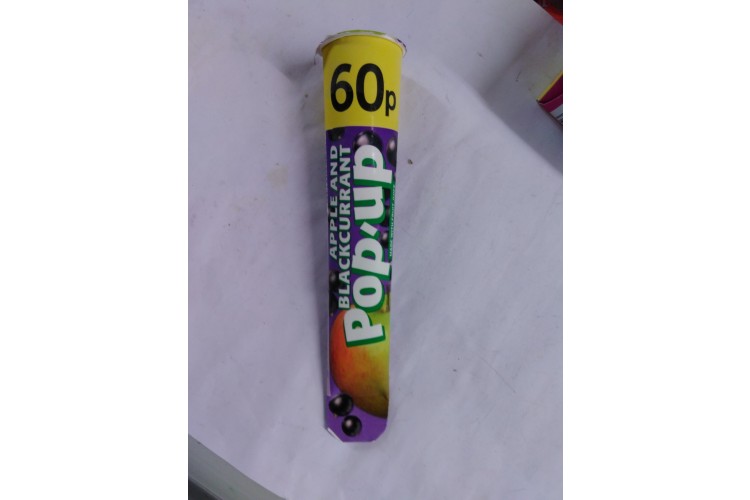 60p
APPLE AND
BLACKCURRANT
Pop'up